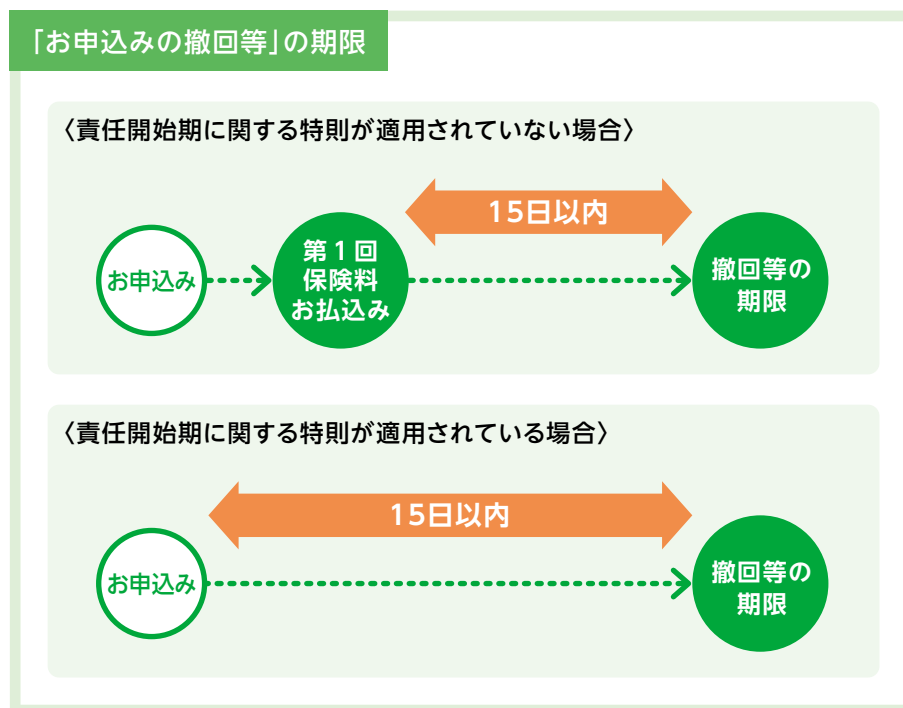 「お申込みの撤回等」の期限
〈責任開始期に関する特則が適用されていない場合〉
15日以内
お申込み
第1回
保険料
お払込み
撤回等の
期限
〈責任開始期に関する特則が適用されている場合〉
15日以内
お申込み
撤回等の
期限